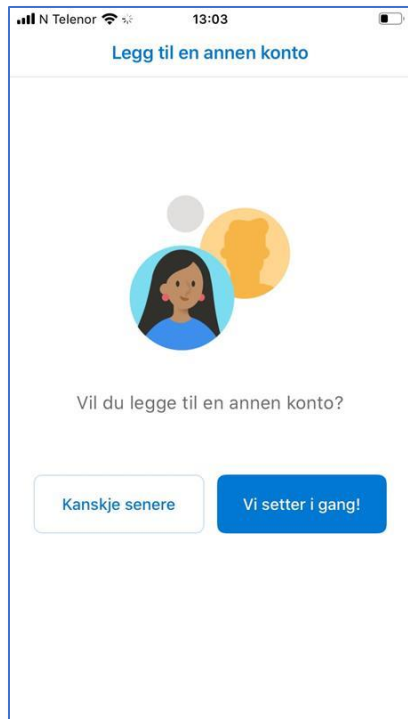 N Telenor 13:03
Legg til en annen konto
Vil du legge til en annen konto?
Kanskje senere
Vi setter i gang!